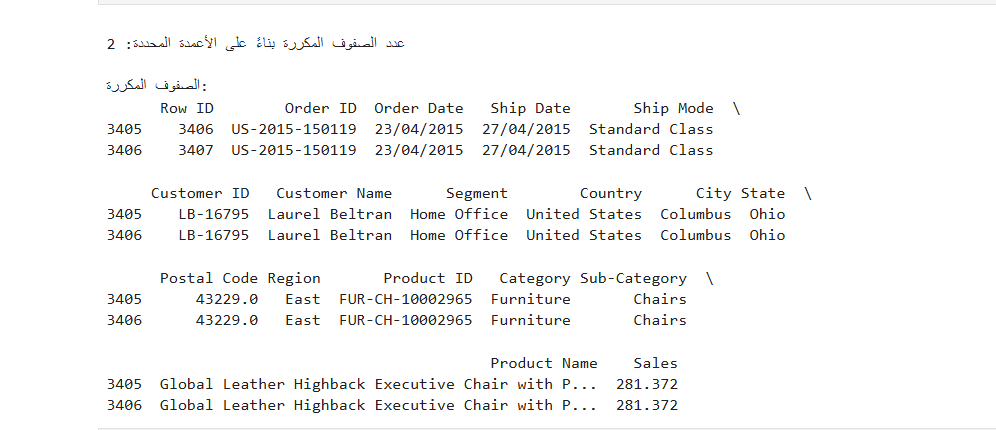 عدد الصفوف المكررة بناءً على الأعمدة المحددة: 2
الصفوف المكررة:
Row ID Order ID Order Date Ship Date Ship Mode \
3405 3406 US-2015-150119 23/04/2015 27/04/2015 Standard Class
3406 3407 US-2015-150119 23/04/2015 27/04/2015 Standard Class
Customer ID Customer Name Segment Country City State \
3405 LB-16795 Laurel Beltran Home Office United States Columbus Ohio
3406 LB-16795 Laurel Beltran Home Office United States Columbus Ohio
Postal Code Region Product ID Category Sub-Category \
3405 43229.0 East FUR-CH-10002965 Furniture Chairs
3406 43229.0 East FUR-CH-10002965 Furniture Chairs
Product Name Sales
3405 Global Leather Highback Executive Chair with P... 281.372
3406 Global Leather Highback Executive Chair with P... 281.372